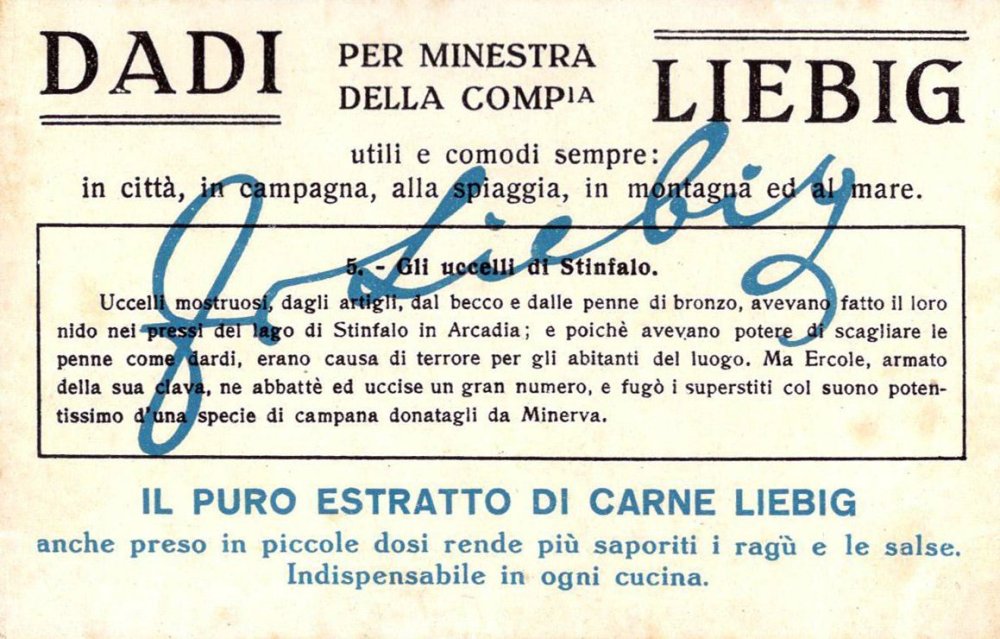 DADI PER MINESTRA DELLA COMPIA LIEBIG
utili e comodi sempre:
in città, in campagna, alla spiaggia, in montagna ed al mare.
J v Liebig
5. - Gli uccelli di Stinfalo.
Uccelli mostruosi, dagli artigli, dal becco e dalle penne di bronzo, avevano fatto il loro
nido nei pressi del lago di Stinfalo in Arcadia; e poichè avevano potere di scagliare le
penne come dardi, erano causa di terrore per gli abitanti del luogo. Ma Ercole, armato
della sua clava, ne abbattè ed uccise un gran numero, e fugò i superstiti col suono poten-
tissimo d'una specie di campana donatagli da Minerva.
IL PURO ESTRATTO DI CARNE LIEBIG
anche preso in piccole dosi rende più saporiti i ragù e le salse.
Indispensabile in ogni cucina.